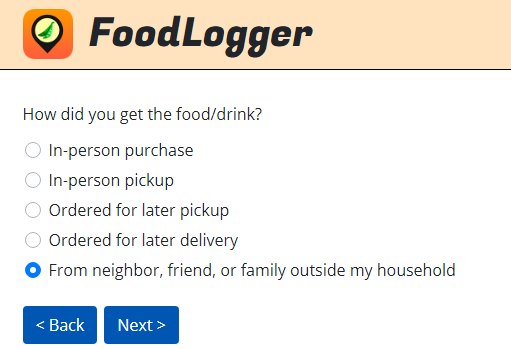 FoodLogger
How did you get the food/drink?
In-person purchase
In-person pickup
Ordered for later pickup
Ordered for later delivery
From neighbor, friend, or family outside my household
< Back
Next >